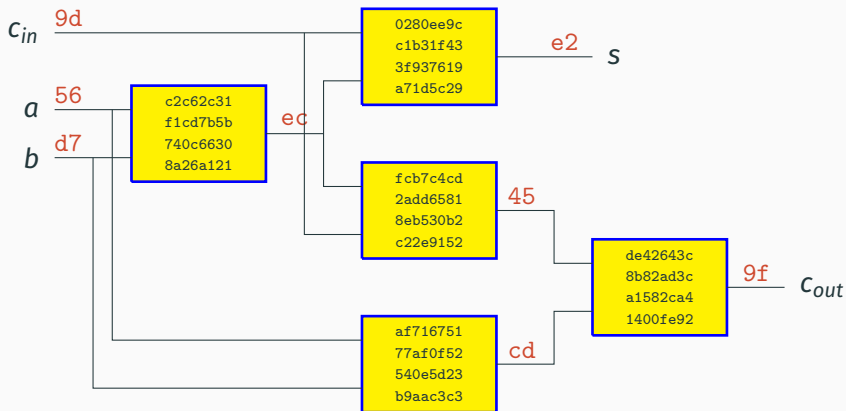 c_in 9d
0280ee9c
c1b31f43
3f937619
a71d5c29
e2 s
a 56
b d7
c2c62c31
f1cd7b5b
740c6630
8a26a121
ec
fcb7c4cd
2add6581
8eb530b2
c22e9152
45
de42643c
8b82ad3c
a1582ca4
1400fe92
9f c_out
af716751
77af0f52
540e5d23
b9aac3c3
cd